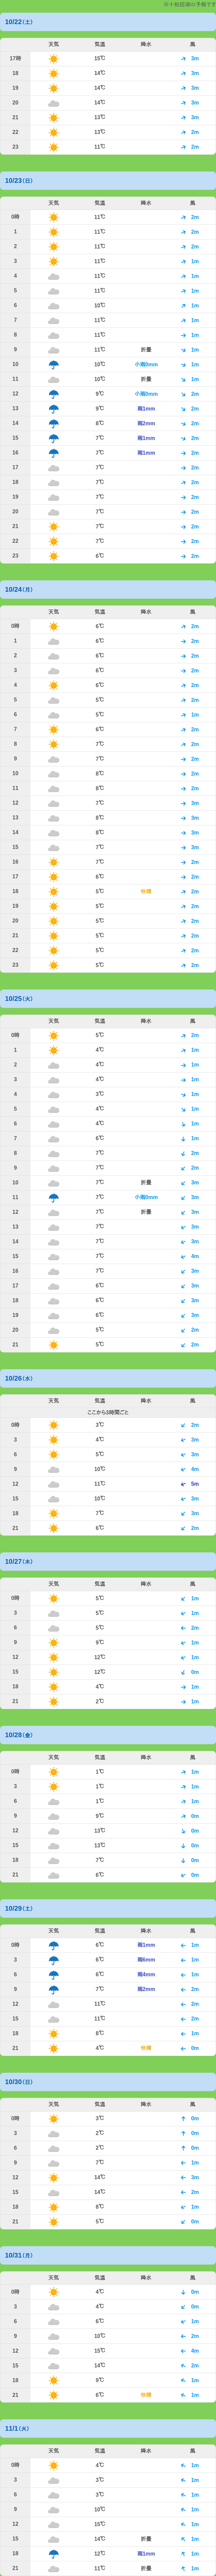 ※十和田湖の予報です
10/22(土)
天気 気温 降水 風
17時 15℃ 3m
18 14℃ 3m
19 14℃ 3m
20 14℃ 3m
21 13℃ 3m
22 13℃ 2m
23 11℃ 2m
10/23(日)
天気 気温 降水 風
0時 11℃ 2m
1 11℃ 2m
2 11℃ 2m
3 11℃ 1m
4 11℃ 1m
5 11℃ 1m
6 10℃ 1m
7 11℃ 1m
8 11℃ 1m
9 11℃ 折畳 1m
10 10℃ 小雨0mm 1m
11 10℃ 折畳 1m
12 9℃ 小雨0mm 2m
13 9℃ 雨1mm 2m
14 8℃ 雨2mm 2m
15 7℃ 雨1mm 2m
16 7℃ 雨1mm 2m
17 7℃ 2m
18 7℃ 2m
19 7℃ 2m
20 7℃ 2m
21 7℃ 2m
22 7℃ 2m
23 6℃ 2m
10/24(月)
天気 気温 降水 風
0時 6℃ 2m
1 6℃ 2m
2 6℃ 2m
3 6℃ 2m
4 6℃ 2m
5 5℃ 2m
6 5℃ 1m
7 6℃ 2m
8 7℃ 2m
9 7℃ 2m
10 8℃ 2m
11 8℃ 2m
12 7℃ 3m
13 8℃ 3m
14 8℃ 3m
15 7℃ 3m
16 7℃ 2m
17 6℃ 2m
18 5℃ 快晴 2m
19 5℃ 2m
20 5℃ 2m
21 5℃ 2m
22 5℃ 2m
23 5℃ 2m
10/25(火)
天気 気温 降水 風
0時 5℃ 2m
1 4℃ 1m
2 4℃ 1m
3 4℃ 1m
4 3℃ 1m
5 4℃ 1m
6 4℃ 1m
7 6℃ 1m
8 7℃ 2m
9 7℃ 2m
10 7℃ 折畳 3m
11 7℃ 小雨0mm 3m
12 7℃ 折畳 3m
13 7℃ 3m
14 7℃ 3m
15 7℃ 4m
16 7℃ 3m
17 6℃ 3m
18 6℃ 3m
19 6℃ 3m
20 5℃ 2m
21 5℃ 2m
10/26(水)
天気 気温 降水 風
ここから3時間ごと
0時 3℃ 2m
3 4℃ 3m
6 5℃ 3m
9 10℃ 4m
12 11℃ 5m
15 10℃ 3m
18 7℃ 3m
21 6℃ 2m
10/27(木)
天気 気温 降水 風
0時 5℃ 1m
3 5℃ 1m
6 5℃ 2m
9 9℃ 1m
12 12℃ 1m
15 12℃ 0m
18 4℃ 1m
21 2℃ 1m
10/28(金)
天気 気温 降水 風
0時 1℃ 1m
3 1℃ 1m
6 1℃ 1m
9 9℃ 0m
12 13℃ 0m
15 13℃ 0m
18 7℃ 0m
21 6℃ 0m
10/29(土)
天気 気温 降水 風
0時 6℃ 雨1mm 1m
3 6℃ 雨6mm 1m
6 6℃ 雨4mm 1m
9 7℃ 雨2mm 2m
12 11℃ 2m
15 11℃ 2m
18 8℃ 1m
21 4℃ 快晴 0m
10/30(日)
天気 気温 降水 風
0時 3℃ 0m
3 2℃ 0m
6 2℃ 0m
9 7℃ 1m
12 14℃ 3m
15 14℃ 2m
18 8℃ 1m
21 5℃ 0m
10/31(月)
天気 気温 降水 風
0時 4℃ 0m
3 4℃ 0m
6 6℃ 1m
9 10℃ 2m
12 15℃ 4m
15 14℃ 2m
18 9℃ 1m
21 6℃ 快晴 1m
11/1(火)
天気 気温 降水 風
0時 4℃ 1m
3 3℃ 1m
6 3℃ 1m
9 10℃ 1m
12 15℃ 1m
15 14℃ 折畳 1m
18 12℃ 雨1mm 1m
21 11℃ 折畳 1m